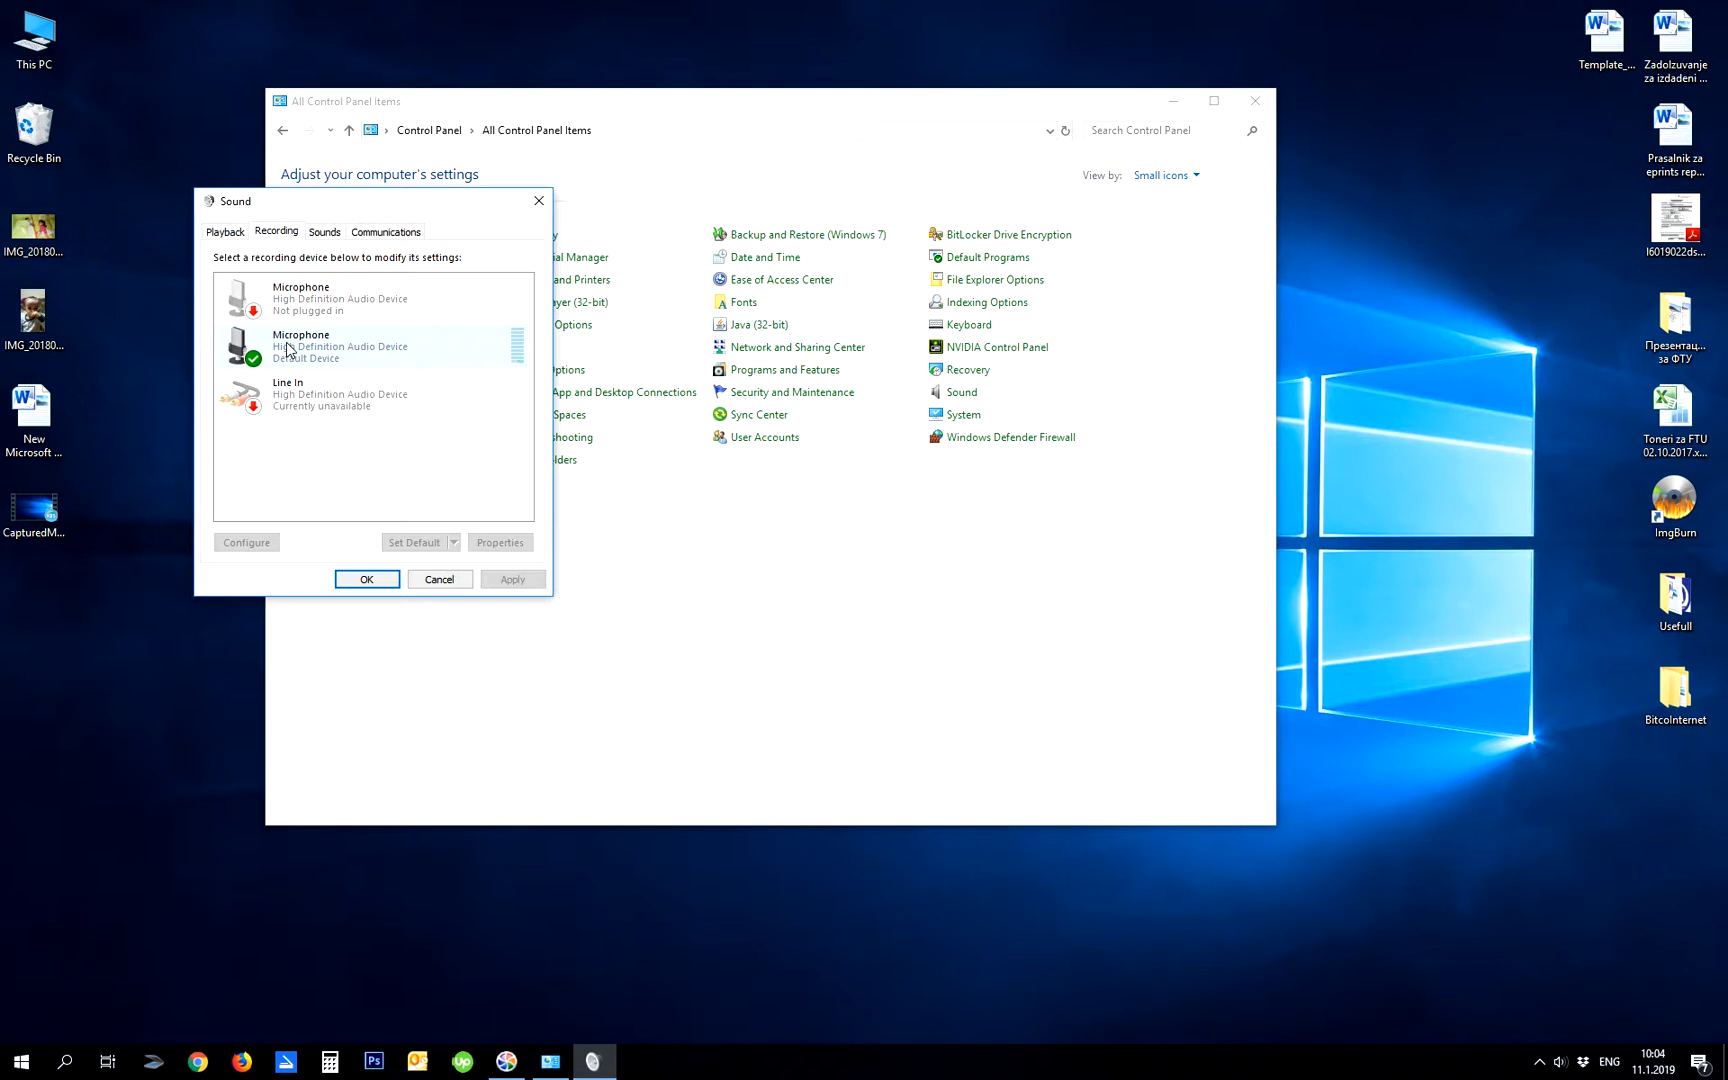 This PC
Recycle Bin
IMG_20180...
IMG_20180...
New
Microsoft ...
CapturedM...
All Control Panel Items
Control Panel
All Control Panel Items
Search Control Panel
Adjust your computer's settings
View by:
Small icons
Sound
Playback
Recording
Sounds
Communications
Select a recording device below to modify its settings:
Microphone
High Definition Audio Device
Not plugged in
Microphone
High Definition Audio Device
Default Device
Line In
High Definition Audio Device
Currently unavailable
Configure
Set Default
Properties
OK
Cancel
Apply
y
ial Manager
and Printers
ayer (32-bit)
Options
ptions
App and Desktop Connections
Spaces
shooting
lders
Backup and Restore (Windows 7)
Date and Time
Ease of Access Center
Fonts
Java (32-bit)
Network and Sharing Center
Programs and Features
Security and Maintenance
Sync Center
User Accounts
BitLocker Drive Encryption
Default Programs
File Explorer Options
Indexing Options
Keyboard
NVIDIA Control Panel
Recovery
Sound
System
Windows Defender Firewall
Template_...
Zadolzuvanje
za izdadeni ...
Prasalnik za
eprints rep...
I6019022ds...
Презентац...
за ФТУ
Toneri za FTU
02.10.2017.x...
ImgBurn
Usefull
BitcoInternet
Ps
Up
ENG
10:04
11.1.2019
7